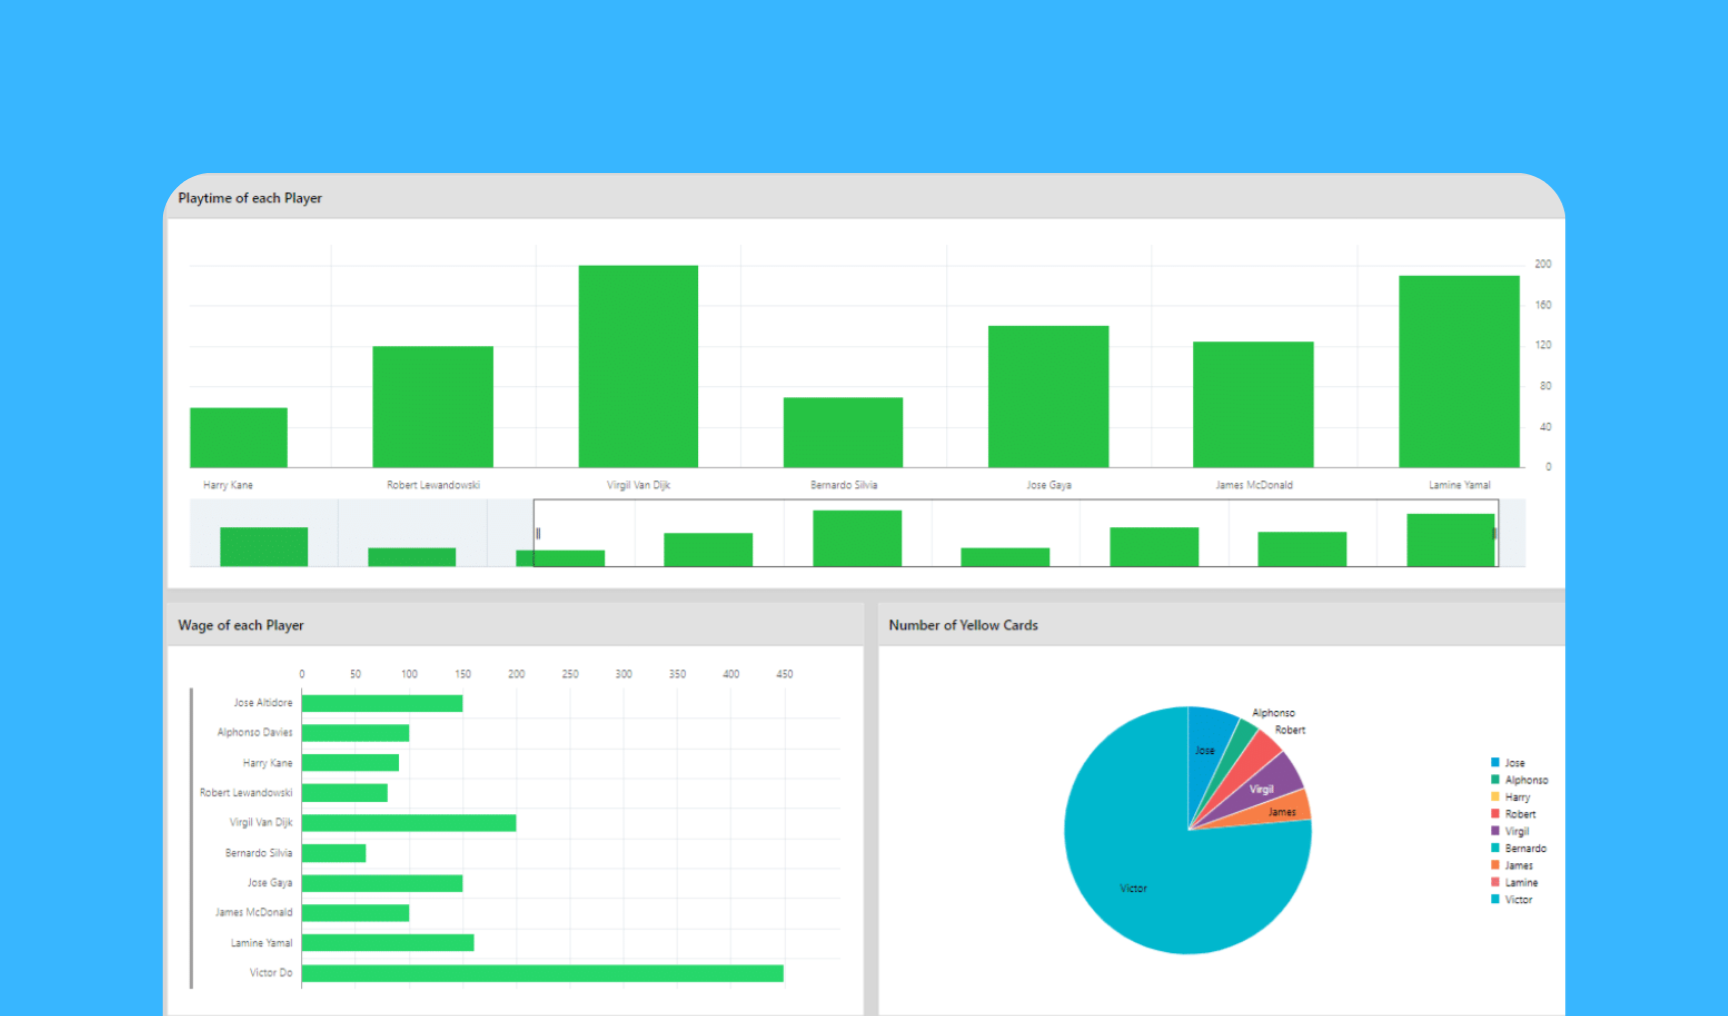 Playtime of each Player
200
160
120
80
40
0
Harry Kane Robert Lewandowski Virgil Van Dijk Bernardo Silvia Jose Gaya James McDonald Lamine Yamal
Wage of each Player
0 50 100 150 200 250 300 350 400 450
Jose Altidore
Alphonso Davies
Harry Kane
Robert Lewandowski
Virgil Van Dijk
Bernardo Silvia
Jose Gaya
James McDonald
Lamine Yamal
Victor Do
Number of Yellow Cards
Alphonso
Robert
Jose
Virgil
James
Victor
Jose
Alphonso
Harry
Robert
Virgil
Bernardo
James
Lamine
Victor